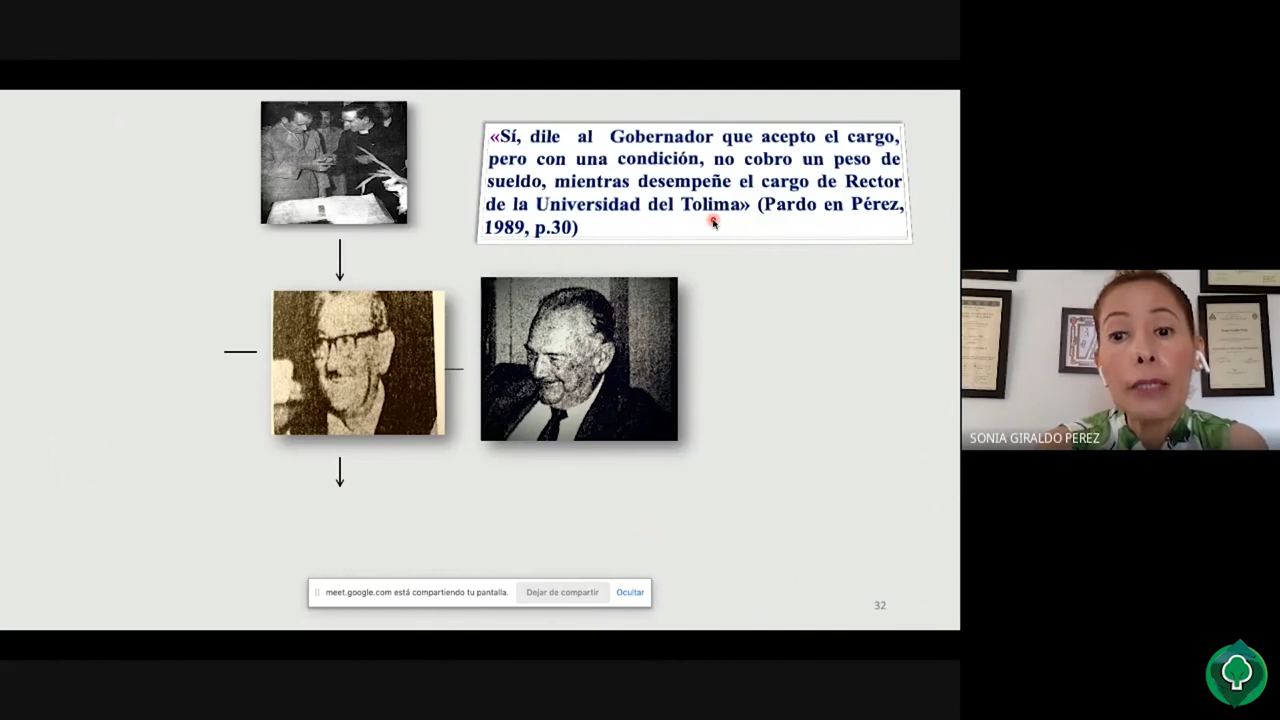 «Sí, dile al Gobernador que acepto el cargo,
pero con una condición, no cobro un peso de
sueldo, mientras desempeñe el cargo de Rector
de la Universidad del Tolima» (Pardo en Pérez,
1989, p.30)
SONIA GIRALDO PEREZ
meet.google.com está compartiendo tu pantalla.
Dejar de compartir
Ocultar
32